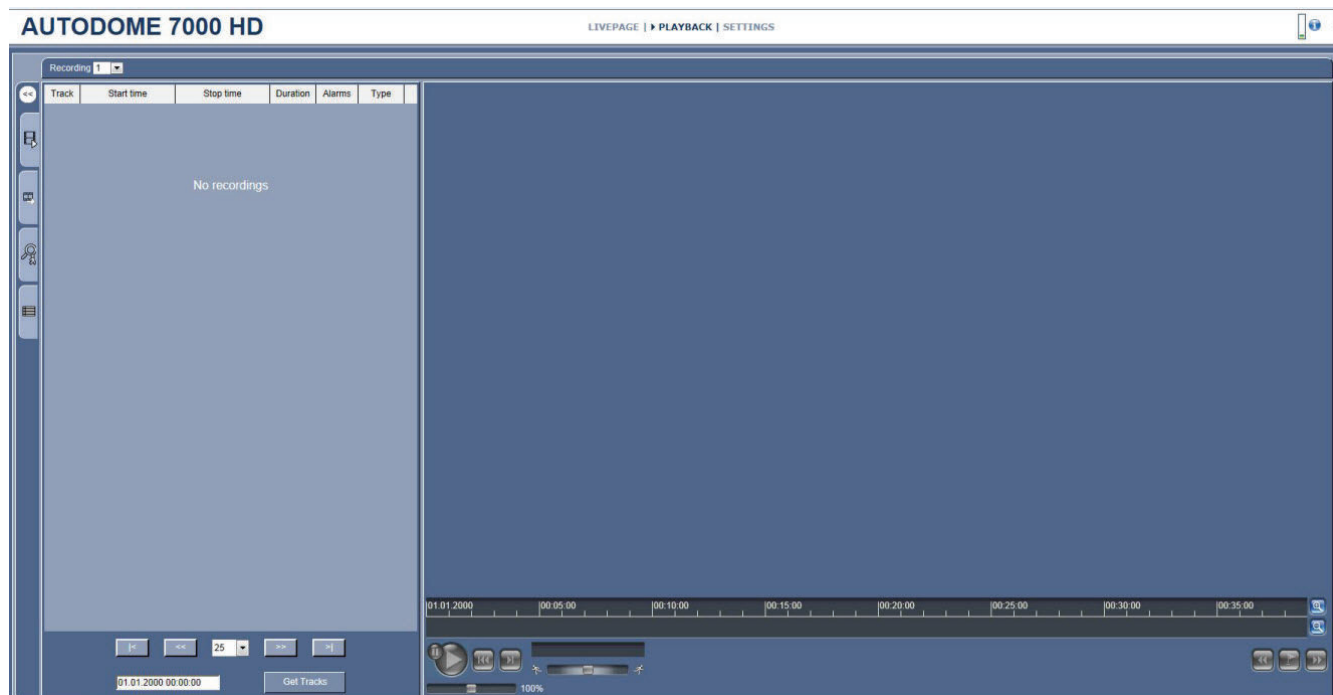 AUTODOME 7000 HD
LIVEPAGE | PLAYBACK | SETTINGS
Recording 1
Track Start time Stop time Duration Alarms Type
No recordings
01.01.2000 00:05:00 00:10:00 00:15:00 00:20:00 00:25:00 00:30:00 00:35:00
|< << 25 >> >|
01.01.2000 00:00:00 Get Tracks
100%